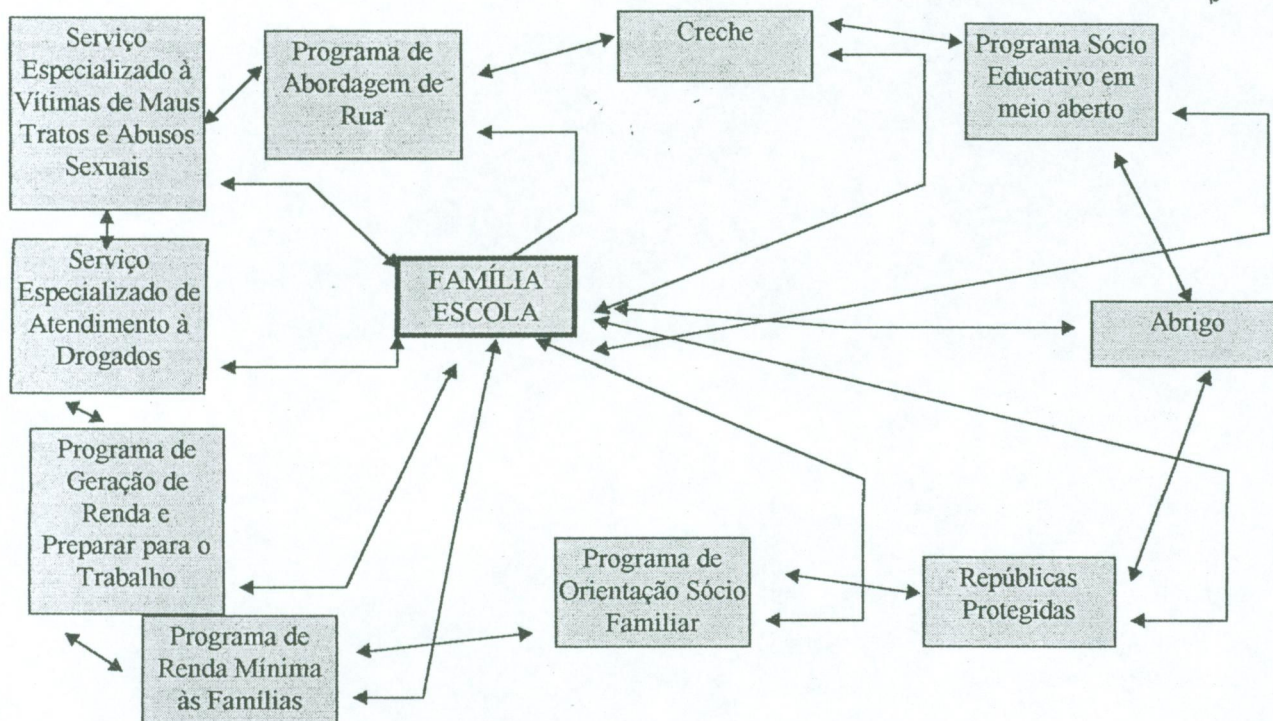 Serviço
Especializado à
Vítimas de Maus
Tratos e Abusos
Sexuais
Programa de
Abordagem de
Rua
Creche
Programa Sócio
Educativo em
meio aberto
Serviço
Especializado de
Atendimento à
Drogados
FAMÍLIA
ESCOLA
Abrigo
Programa de
Geração de
Renda e
Preparar para o
Trabalho
Programa de
Orientação Sócio
Familiar
Repúblicas
Protegidas
Programa de
Renda Mínima
às Famílias